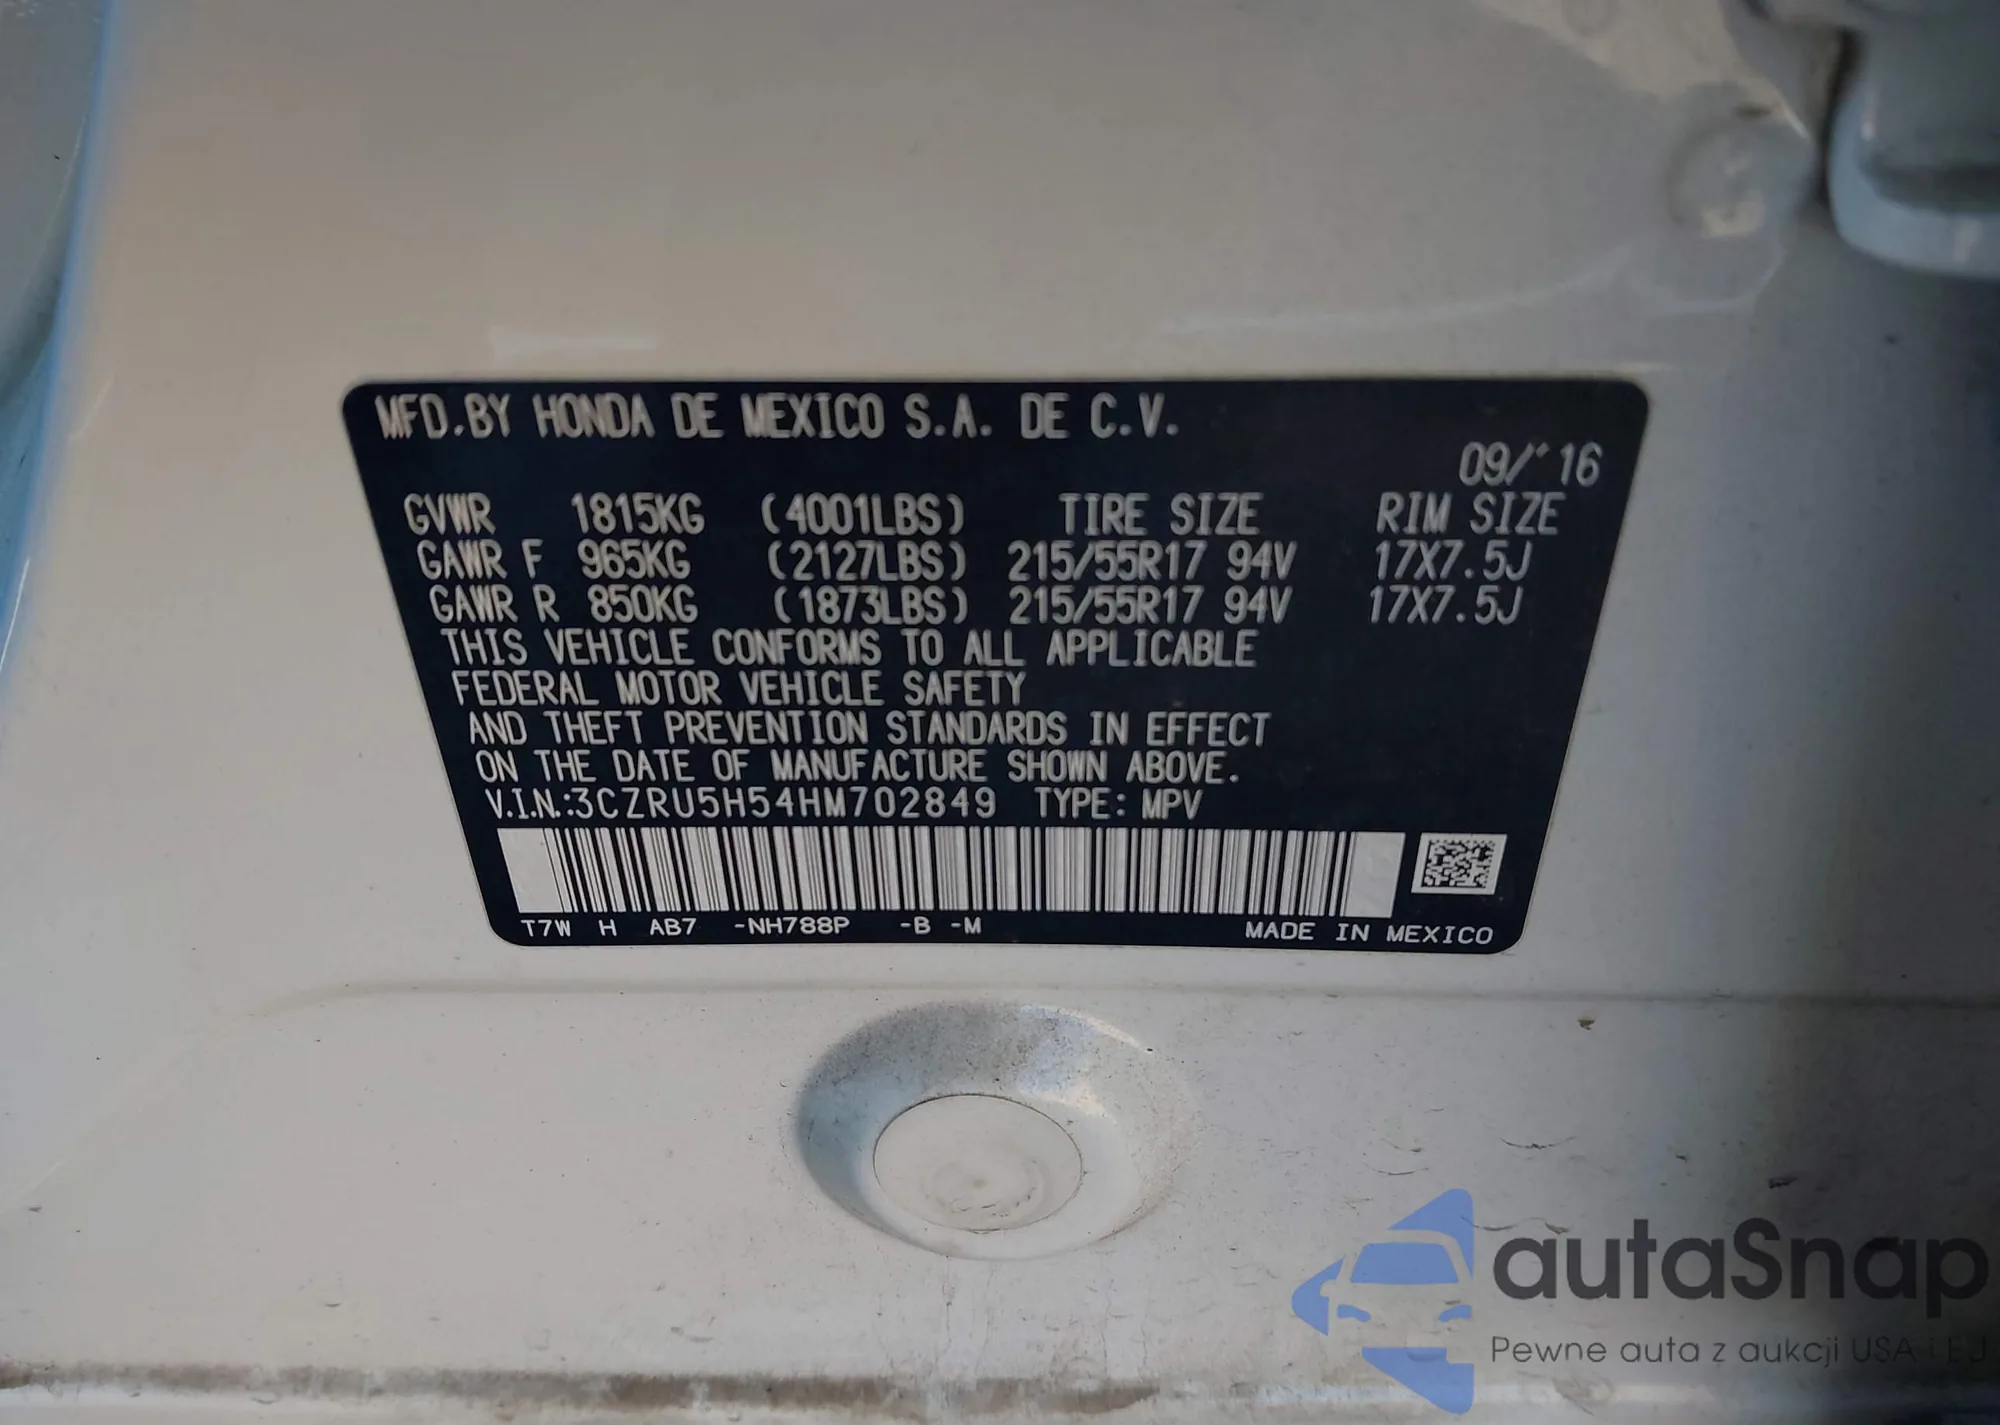 MFD.BY HONDA DE MEXICO S.A. DE C.V.
09/'16
GVWR 1815KG (4001LBS) TIRE SIZE RIM SIZE
GAWR F 965KG (2127LBS) 215/55R17 94V 17X7.5J
GAWR R 850KG (1873LBS) 215/55R17 94V 17X7.5J
THIS VEHICLE CONFORMS TO ALL APPLICABLE
FEDERAL MOTOR VEHICLE SAFETY
AND THEFT PREVENTION STANDARDS IN EFFECT
ON THE DATE OF MANUFACTURE SHOWN ABOVE.
V.I.N.:3CZRU5H54HM702849 TYPE: MPV
T7W H AB7 -NH788P -B -M MADE IN MEXICO
autaSnap
Pewne auta z aukcji USA i EU